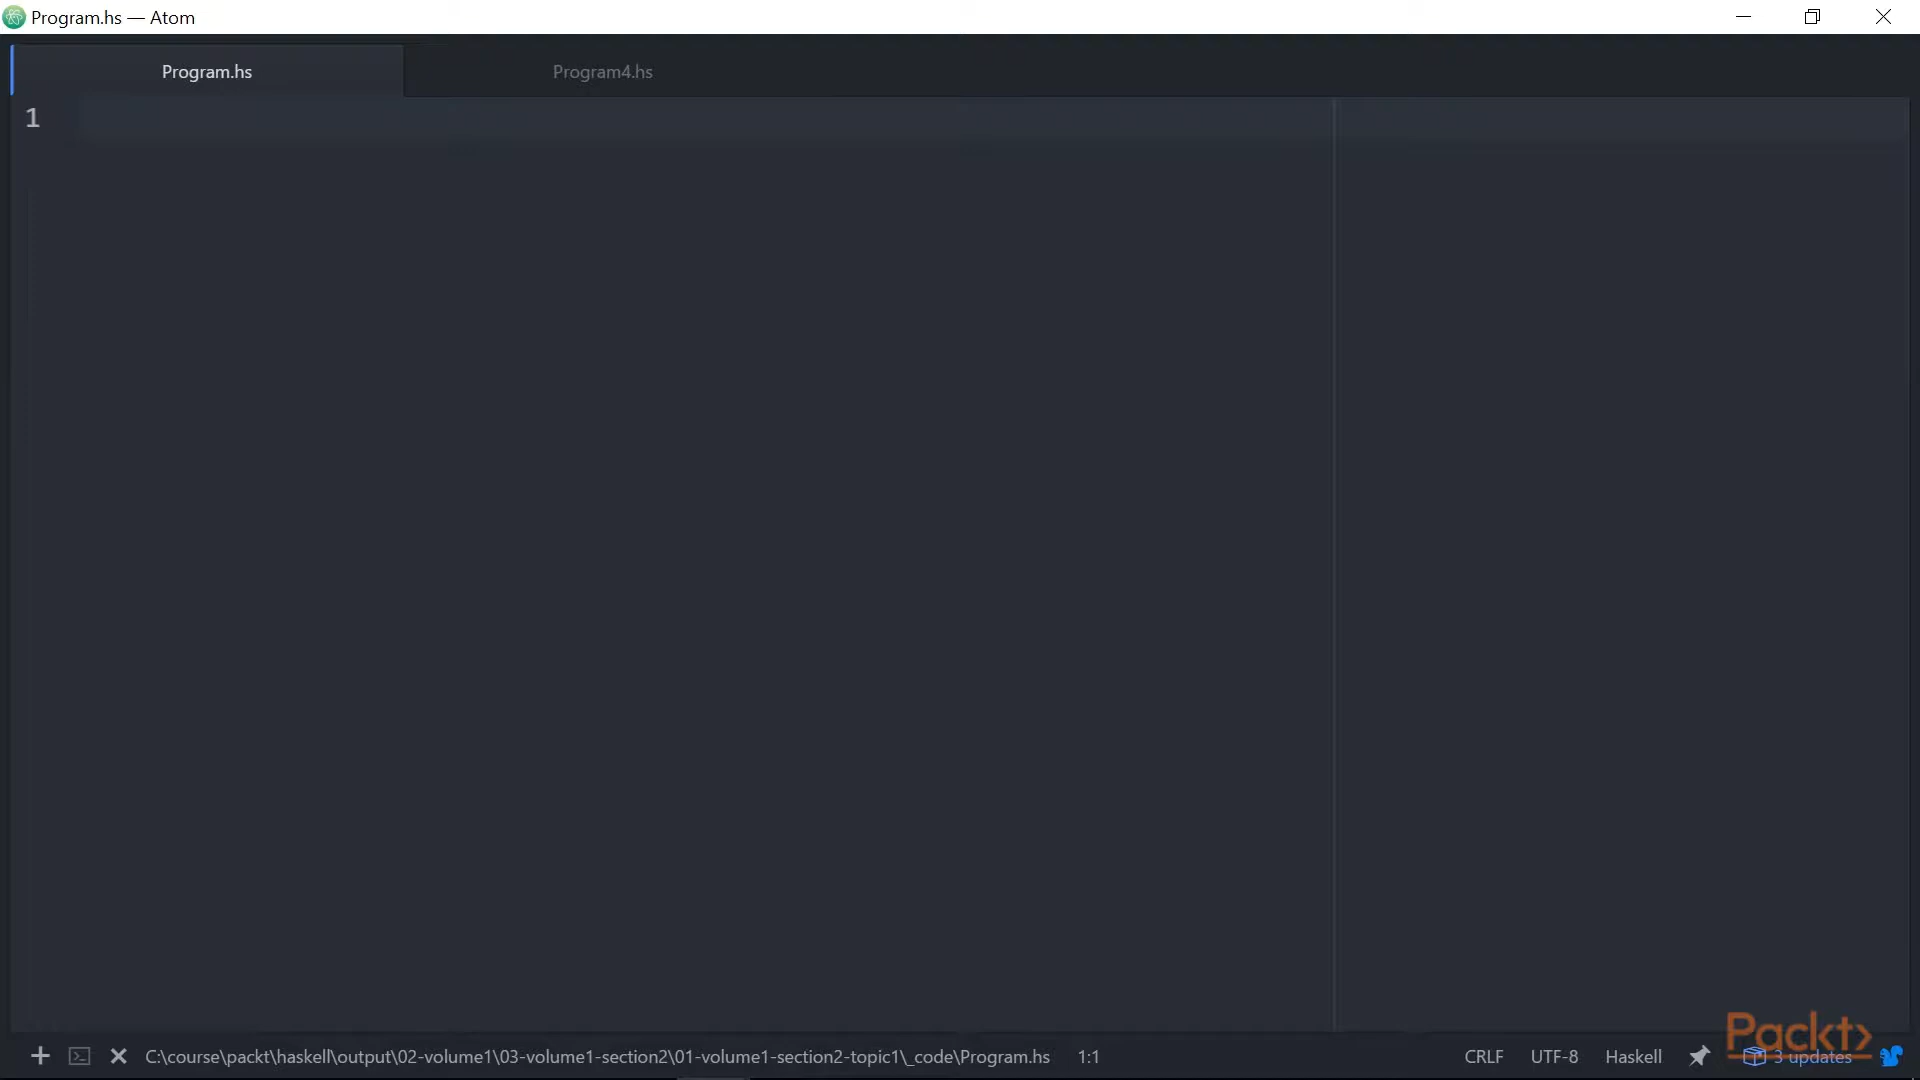 Program.hs — Atom
Program.hs
Program4.hs
1
C:\course\packt\haskell\output\02-volume1\03-volume1-section2\01-volume1-section2-topic1\_code\Program.hs 1:1
CRLF UTF-8 Haskell 3 updates
Packt>